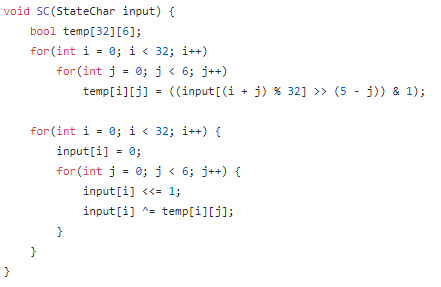 void SC(StateChar input) {
    bool temp[32][6];
    for(int i = 0; i < 32; i++)
        for(int j = 0; j < 6; j++)
            temp[i][j] = ((input[(i + j) % 32] >> (5 - j)) & 1);

    for(int i = 0; i < 32; i++) {
        input[i] = 0;
        for(int j = 0; j < 6; j++) {
            input[i] <<= 1;
            input[i] ^= temp[i][j];
        }
    }
}